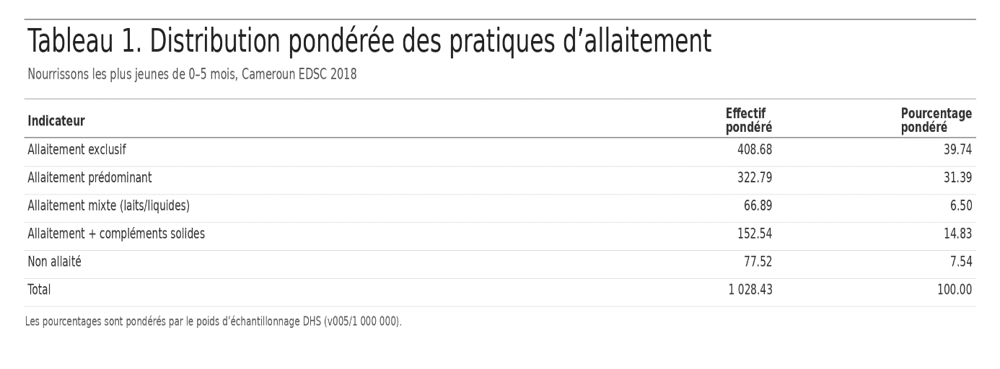 Tableau 1. Distribution pondérée des pratiques d’allaitement
Nourrissons les plus jeunes de 0–5 mois, Cameroun EDSC 2018
Indicateur Effectif pondéré Pourcentage pondéré
Allaitement exclusif 408.68 39.74
Allaitement prédominant 322.79 31.39
Allaitement mixte (laits/liquides) 66.89 6.50
Allaitement + compléments solides 152.54 14.83
Non allaité 77.52 7.54
Total 1 028.43 100.00
Les pourcentages sont pondérés par le poids d’échantillonnage DHS (v005/1 000 000).